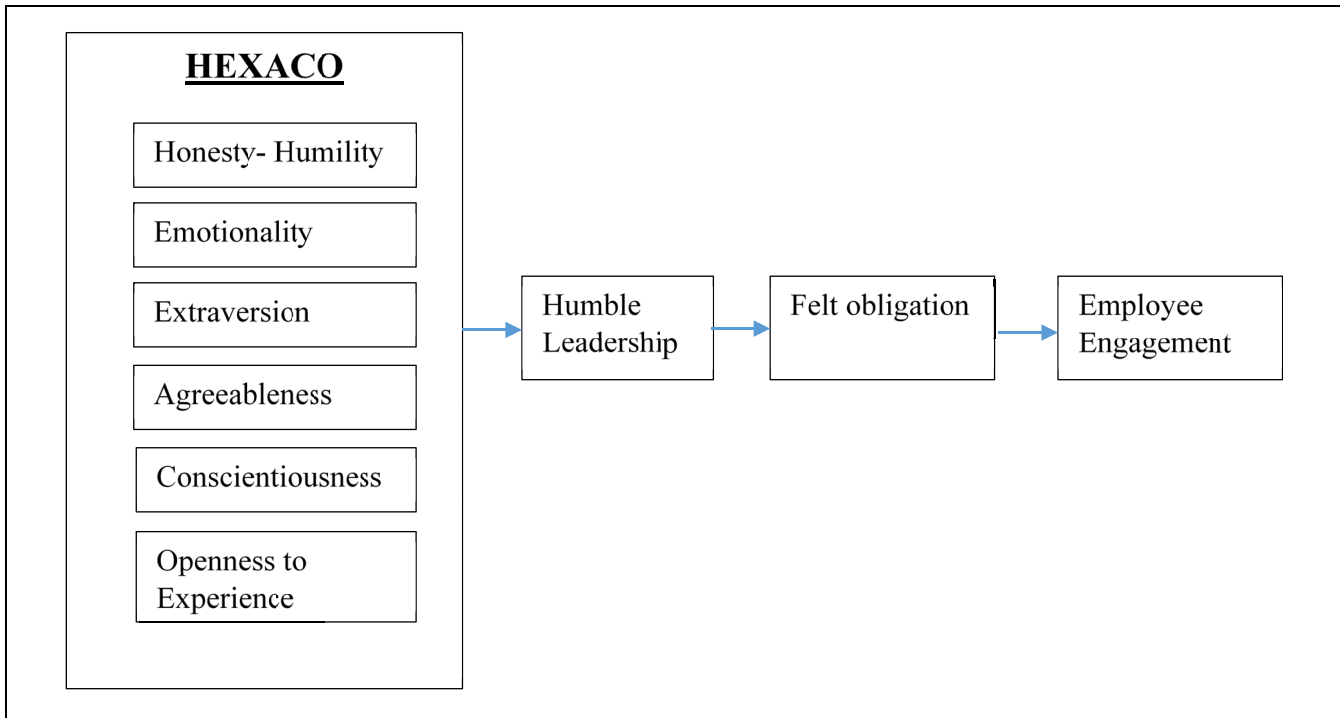 HEXACO
Honesty- Humility
Emotionality
Extraversion
Agreeableness
Conscientiousness
Openness to
Experience
Humble
Leadership
Felt obligation
Employee
Engagement